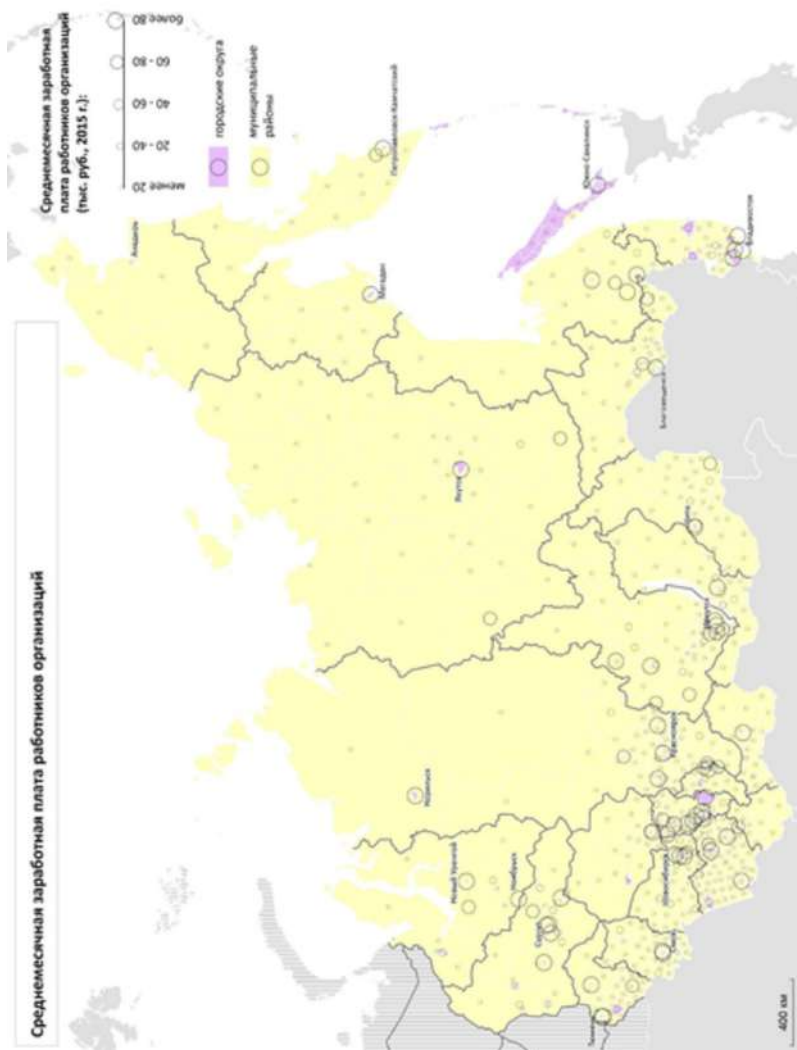 Среднемесячная заработная плата работников организаций
Среднемесячная заработная
плата работников организаций
(тыс. руб., 2015 г.):
менее 20
20 - 40
40 - 60
60 - 80
более 80
городские округа
муниципальные
районы
Анадырь
Петропавловск-Камчатский
Магадан
Южно-Сахалинск
Якутск
Владивосток
Благовещенск
Норильск
Новый Уренгой
Ноябрьск
Сургут
Красноярск
Новосибирск
Омск
Тюмень
Иркутск
400 км